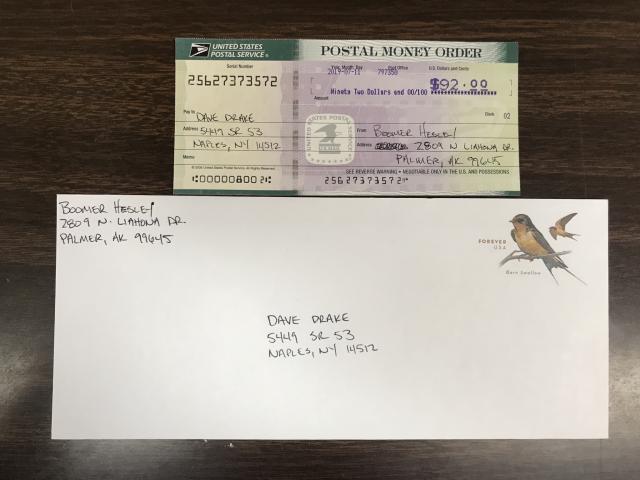 UNITED STATES
POSTAL SERVICE®
POSTAL MONEY ORDER
Serial Number
Year, Month, Day Post Office U.S. Dollars and Cents
25627373572
2019-07-11 797350 $92.00
Amount
Ninety Two Dollars and 00/100
Pay to DAVE DRAKE
Clerk 02
Address 5449 SR 53
NAPLES, NY 14512
Memo
From BOOMER HESLEY
Address 2809 N LIAHONA DR.
PALMER, AK 99645
UNITED STATES POSTAL SERVICE
SEE REVERSE WARNING • NEGOTIABLE ONLY IN THE U.S. AND POSSESSIONS
25627373572
BOOMER HESLEY
2809 N. LIAHONA DR.
PALMER, AK 99645
FOREVER
USA
Barn Swallow
DAVE DRAKE
5449 SR 53
NAPLES, NY 14512